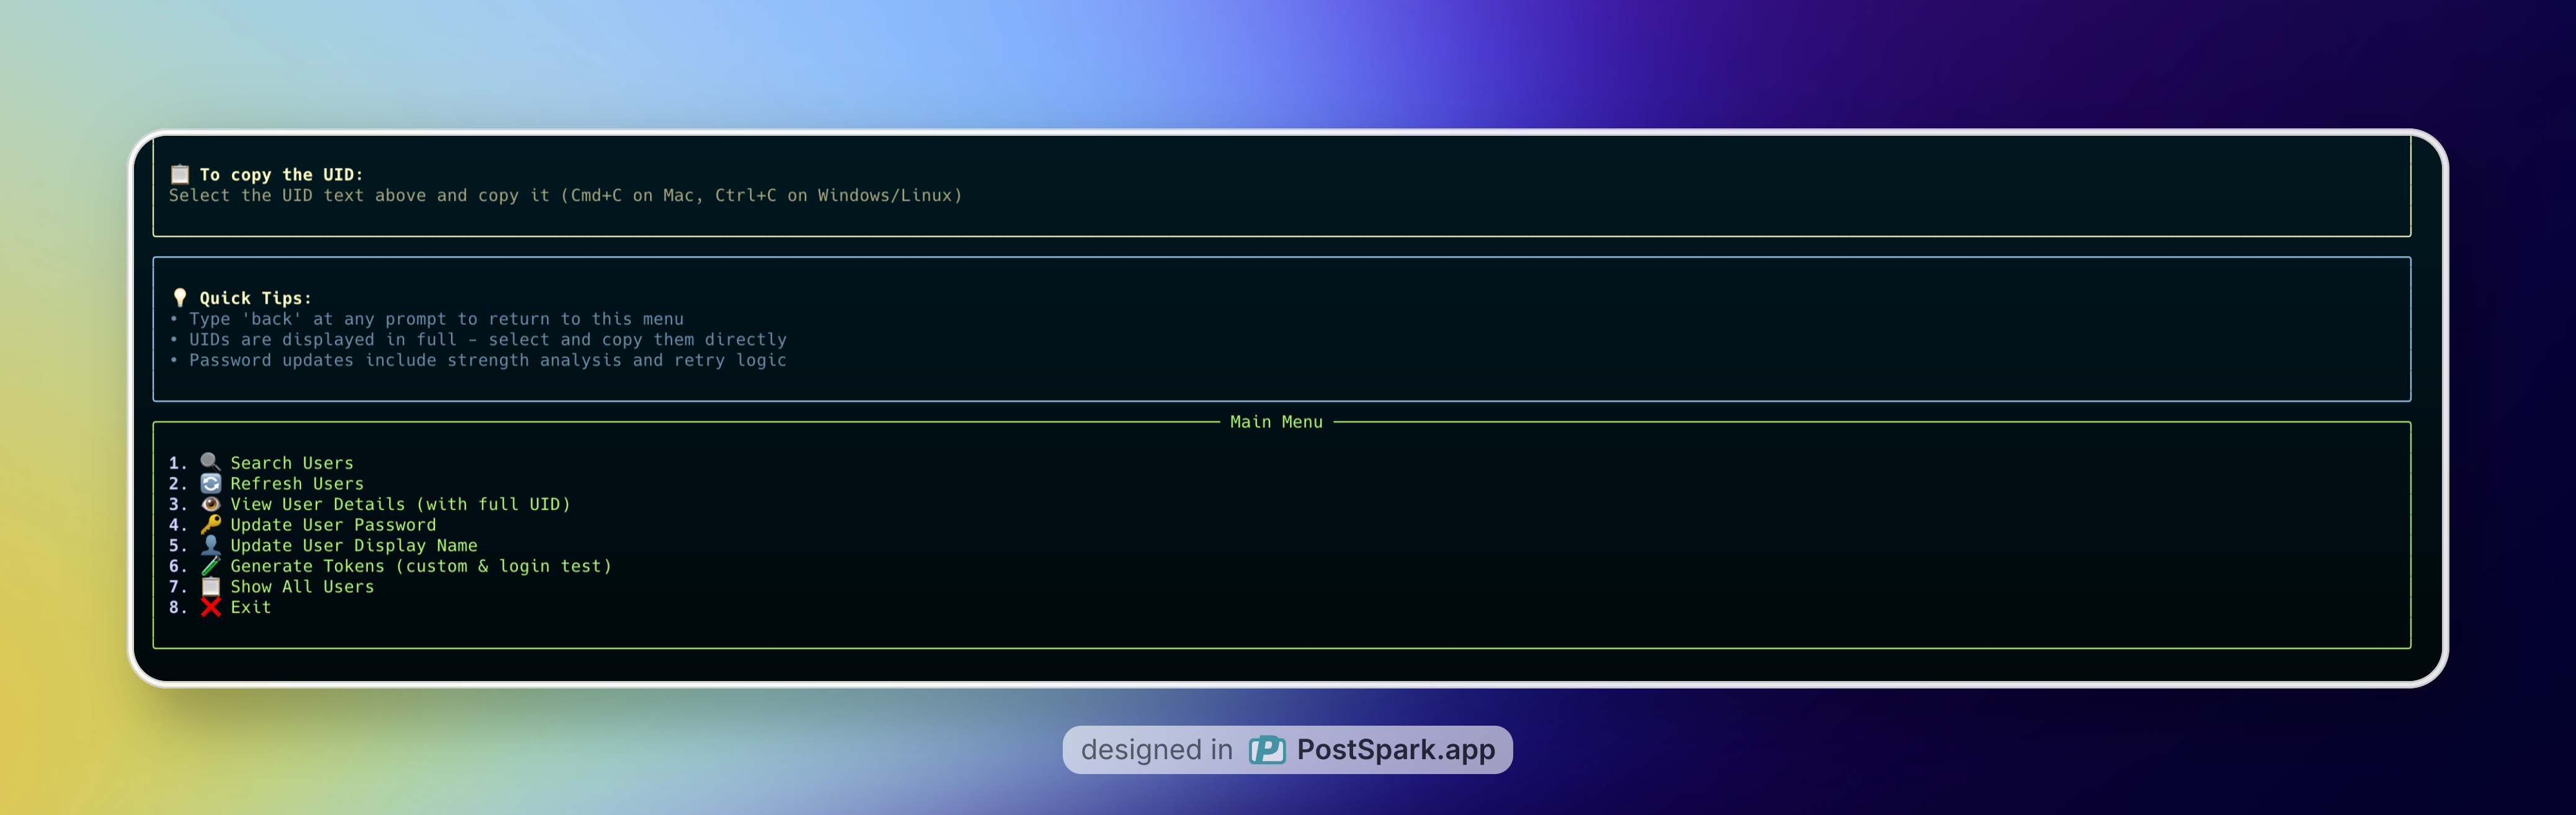 📋 To copy the UID:
Select the UID text above and copy it (Cmd+C on Mac, Ctrl+C on Windows/Linux)
💡 Quick Tips:
• Type 'back' at any prompt to return to this menu
• UIDs are displayed in full - select and copy them directly
• Password updates include strength analysis and retry logic
Main Menu
1. 🔍 Search Users
2. 🔄 Refresh Users
3. 👁️ View User Details (with full UID)
4. 🔑 Update User Password
5. 👤 Update User Display Name
6. 🧪 Generate Tokens (custom & login test)
7. 📋 Show All Users
8. ❌ Exit
designed in PostSpark.app